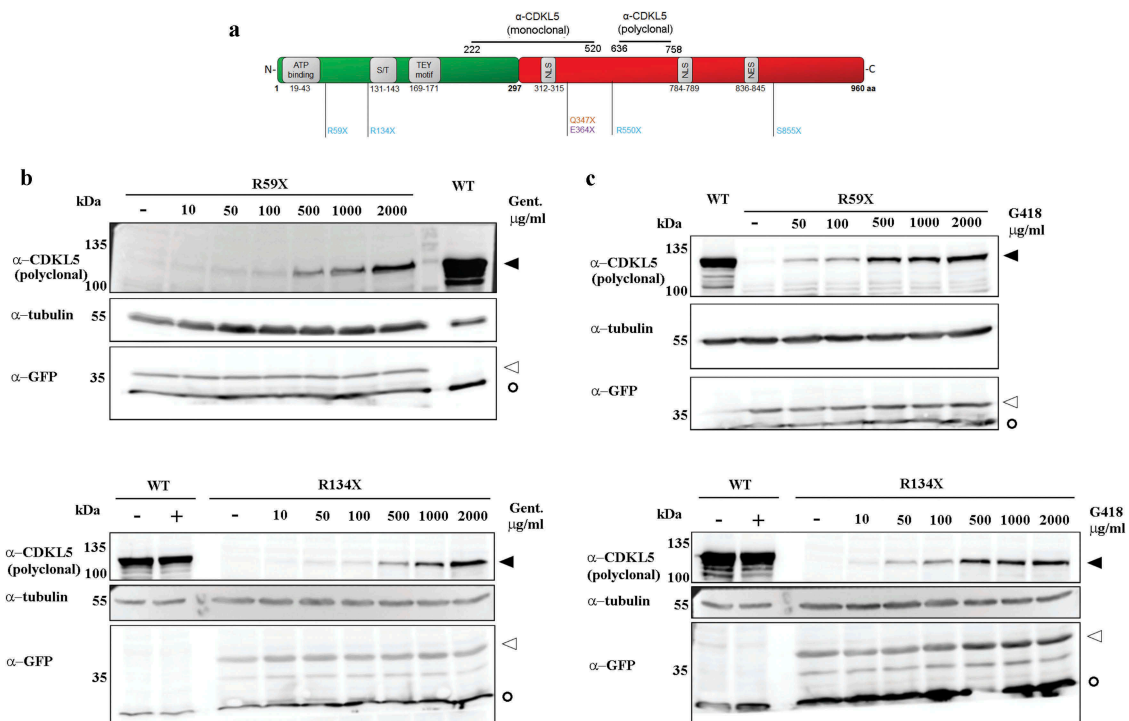 a
α-CDKL5
(monoclonal)
α-CDKL5
(polyclonal)
222
520
636
758
N-
ATP
binding
S/T
TEY
motif
NLS
NLS
NES
-C
1
19-43
131-143
169-171
297
312-315
784-789
836-845
960 aa
R59X
R134X
Q347X
E364X
R550X
S855X
b
R59X
WT
kDa
- 10 50 100 500 1000 2000
Gent.
µg/ml
α-CDKL5
(polyclonal)
135
100
α-tubulin
55
α-GFP
35
WT
R134X
kDa
- + - 10 50 100 500 1000 2000
Gent.
µg/ml
α-CDKL5
(polyclonal)
135
100
α-tubulin
55
α-GFP
35
c
WT
R59X
kDa
- 50 100 500 1000 2000
G418
µg/ml
α-CDKL5
(polyclonal)
135
100
α-tubulin
55
α-GFP
35
WT
R134X
kDa
- + - 10 50 100 500 1000 2000
G418
µg/ml
α-CDKL5
(polyclonal)
135
100
α-tubulin
55
α-GFP
35